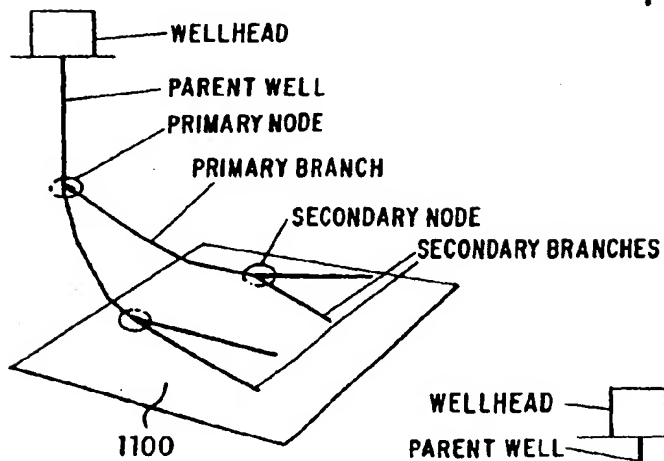 WELLHEAD
PARENT WELL
PRIMARY NODE
PRIMARY BRANCH
SECONDARY NODE
SECONDARY BRANCHES
1100
WELLHEAD
PARENT WELL